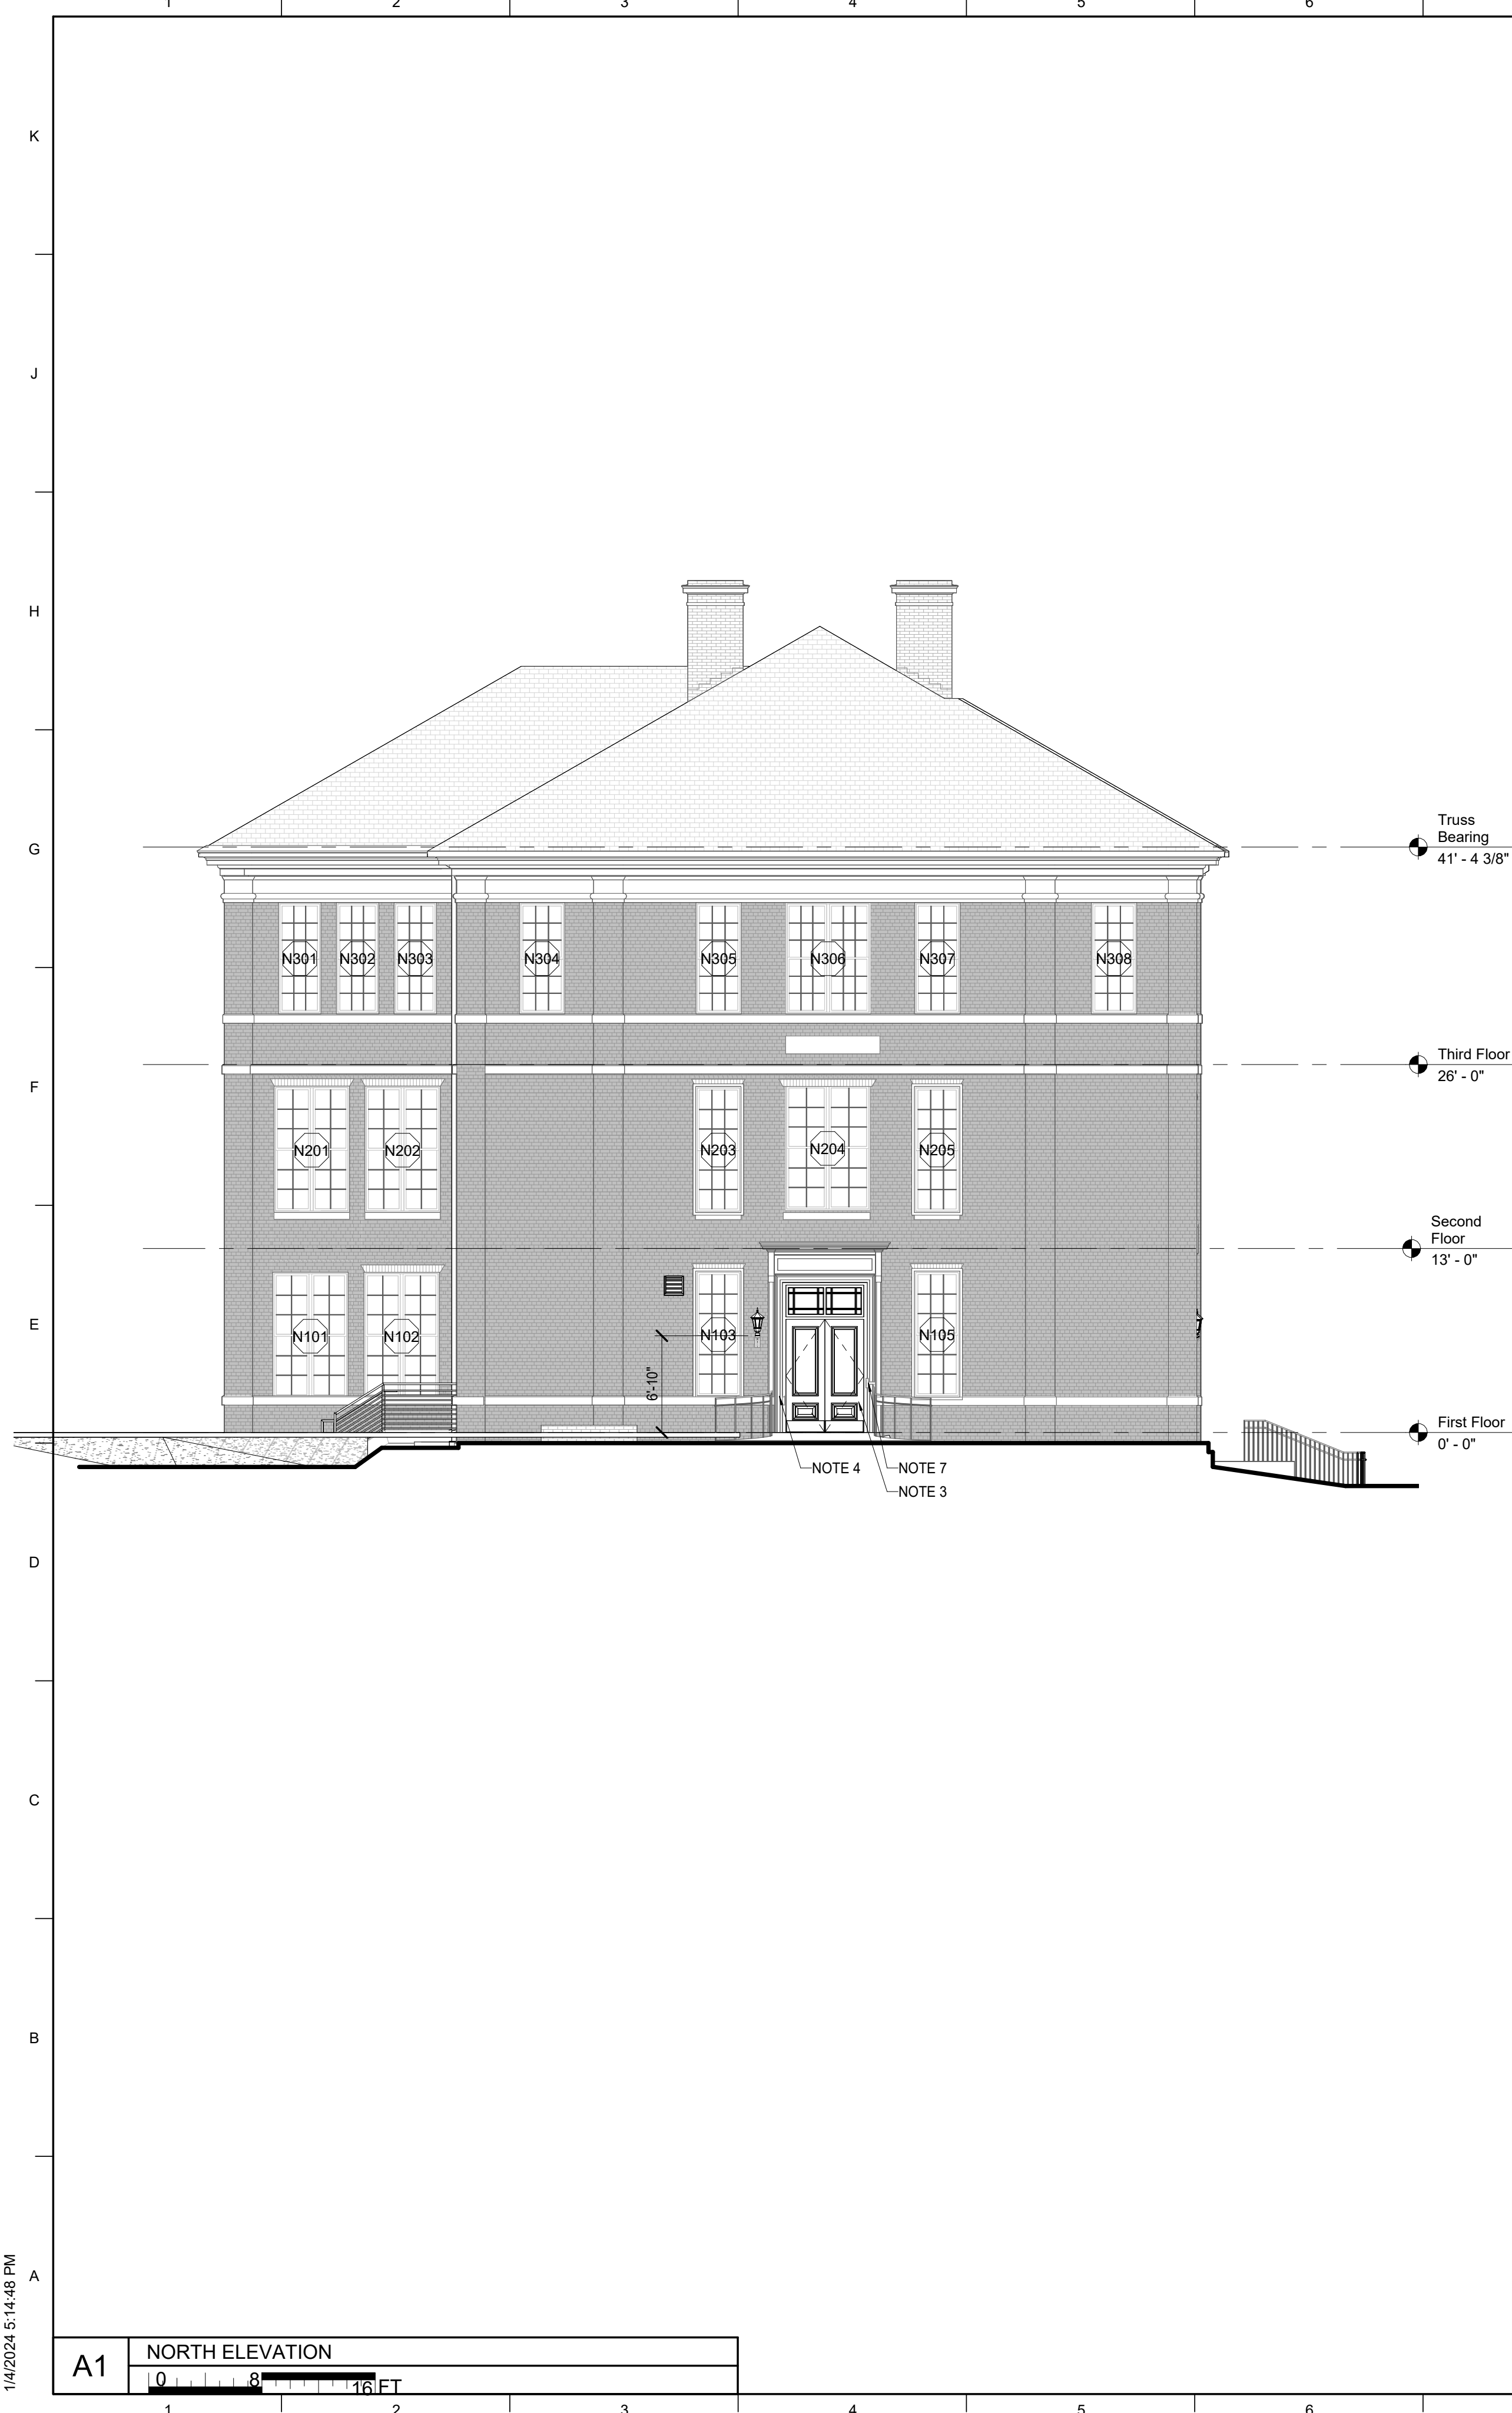 1 2 3 4 5 6
K
J
H
G
F
E
D
C
B
A
Truss
Bearing
41' - 4 3/8"
N301 N302 N303 N304 N305 N306 N307 N308
Third Floor
26' - 0"
N201 N202 N203 N204 N205
Second
Floor
13' - 0"
N101 N102 N103 N105
6'-10"
First Floor
0' - 0"
NOTE 4 NOTE 7
NOTE 3
1/4/2024 5:14:48 PM
A1 NORTH ELEVATION
0 8 16 FT
1 2 3 4 5 6